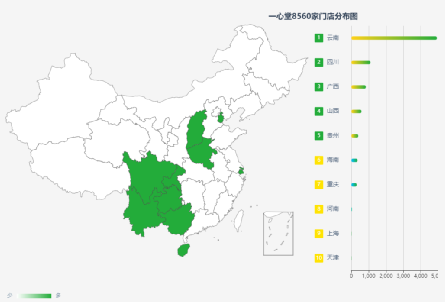 一心堂8560家门店分布图
1 云南
2 四川
3 广西
4 山西
5 贵州
6 海南
7 重庆
8 河南
9 上海
10 天津
0 1,000 2,000 3,000 4,000 5,0
少 多